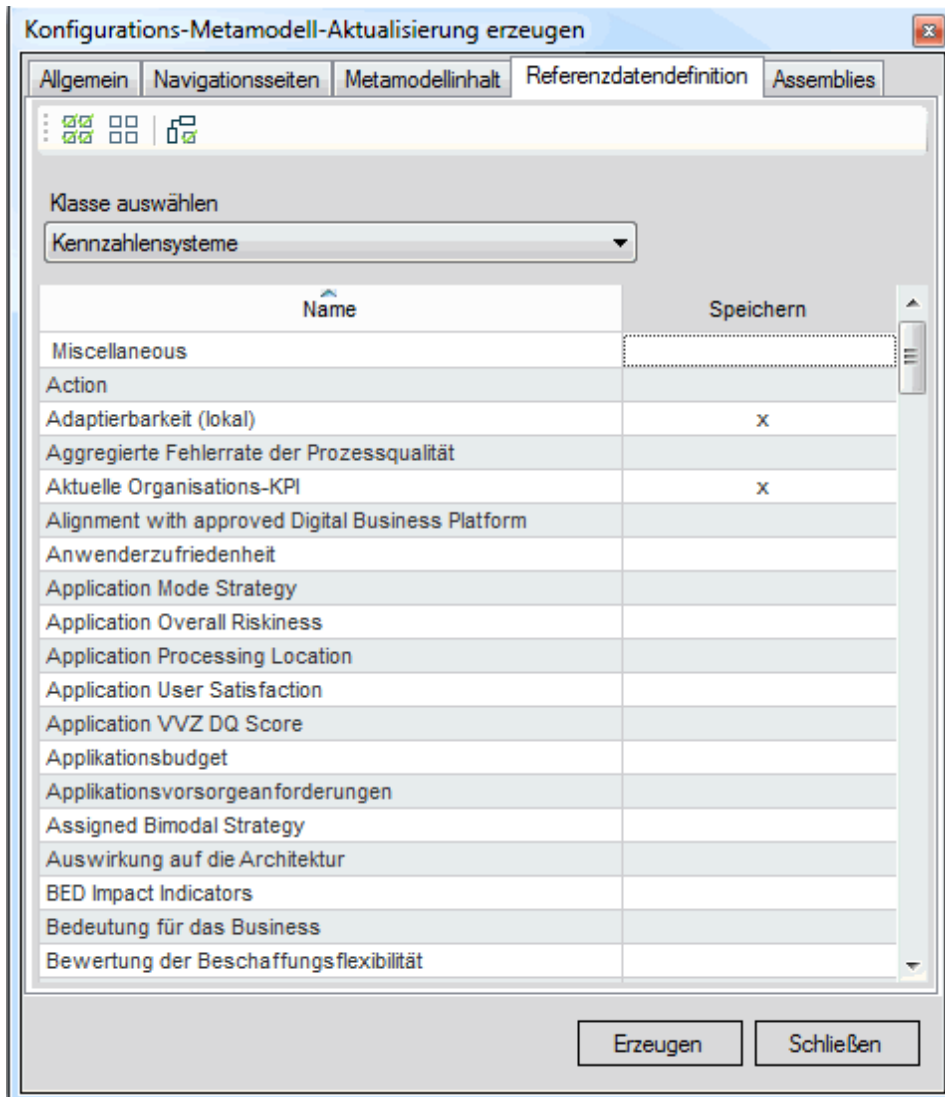 Konfigurations-Metamodell-Aktualisierung erzeugen
Allgemein Navigationsseiten Metamodellinhalt Referenzdatendefinition Assemblies
Klasse auswählen
Kennzahlensysteme
Name Speichern
Miscellaneous
Action
Adaptierbarkeit (lokal) x
Aggregierte Fehlerrate der Prozessqualität
Aktuelle Organisations-KPI x
Alignment with approved Digital Business Platform
Anwenderzufriedenheit
Application Mode Strategy
Application Overall Riskiness
Application Processing Location
Application User Satisfaction
Application VVZ DQ Score
Applikationsbudget
Applikationsvorsorgeanforderungen
Assigned Bimodal Strategy
Auswirkung auf die Architektur
BED Impact Indicators
Bedeutung für das Business
Bewertung der Beschaffungsflexibilität
Erzeugen Schließen